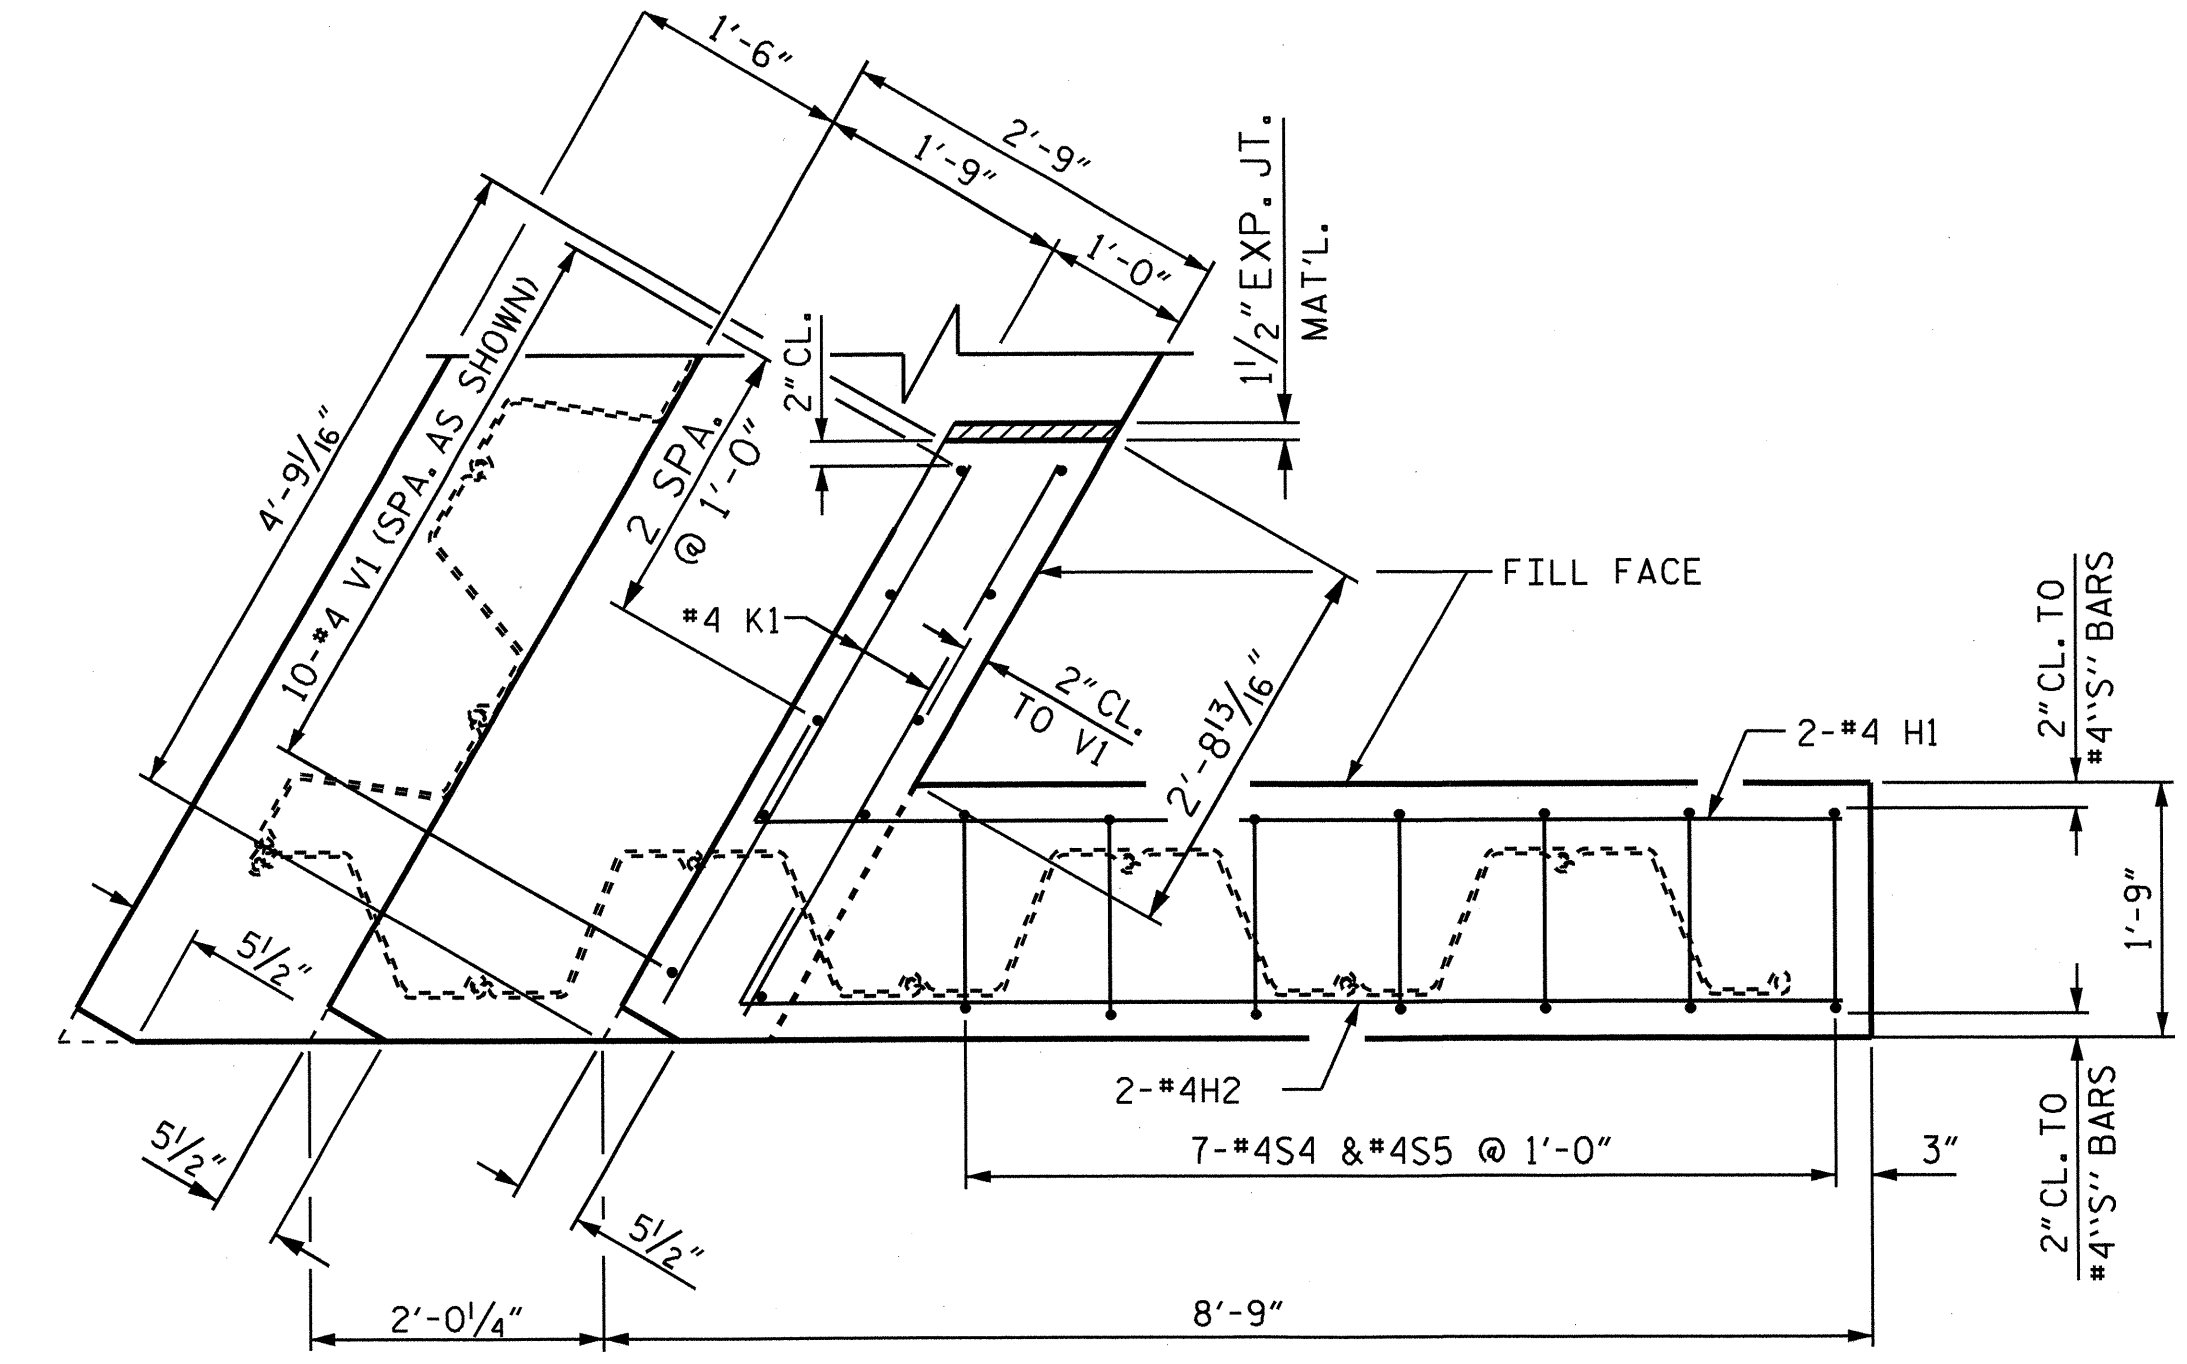 1'-6"
2'-9"
1'-9"
1'-0"
1 1/2" EXP. JT.
MAT'L.
2" CL.
4'-9 1/16"
10-#4 V1 (SPA. AS SHOWN)
2 SPA.
@ 1'-0"
#4 K1
FILL FACE
2" CL.
TO V1
2'-8 13/16"
2-#4 H1
2" CL. TO
#4 ``S'' BARS
1'-9"
5 1/2"
2-#4H2
7-#4S4 & #4S5 @ 1'-0"
3"
2" CL. TO
#4 ``S'' BARS
5 1/2"
5 1/2"
2'-0 1/4"
8'-9"